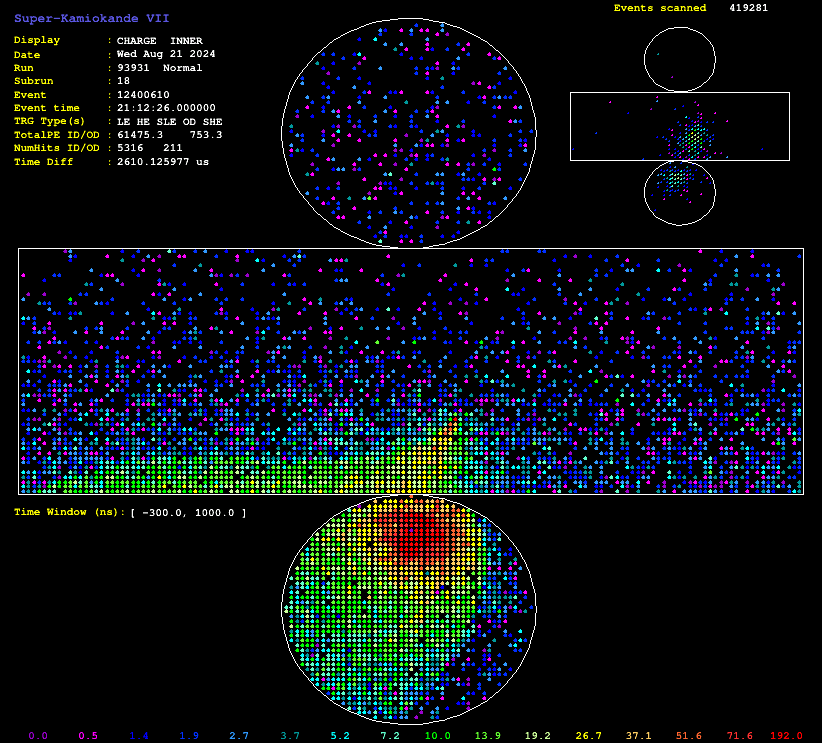 Super-Kamiokande VII
Events scanned 419281
Display : CHARGE INNER
Date : Wed Aug 21 2024
Run : 93931 Normal
Subrun : 18
Event : 12400610
Event time : 21:12:26.000000
TRG Type(s) : LE HE SLE OD SHE
TotalPE ID/OD : 61475.3 753.3
NumHits ID/OD : 5316 211
Time Diff : 2610.125977 us
Time Window (ns): [ -300.0, 1000.0 ]
0.0 0.5 1.4 1.9 2.7 3.7 5.2 7.2 10.0 13.9 19.2 26.7 37.1 51.6 71.6 192.0